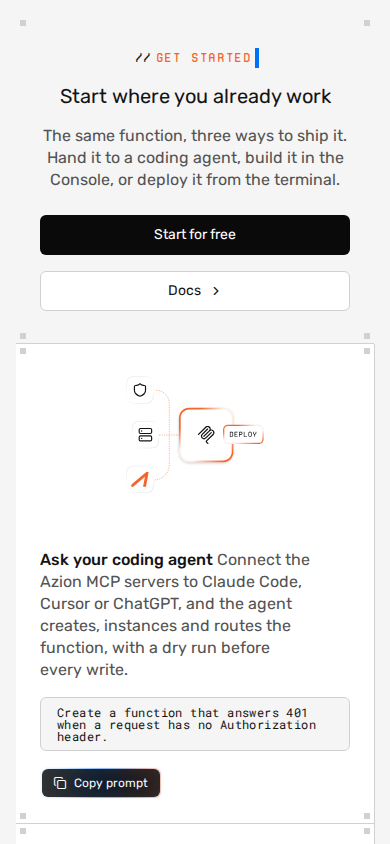 // GET STARTED
Start where you already work
The same function, three ways to ship it.
Hand it to a coding agent, build it in the
Console, or deploy it from the terminal.
Start for free
Docs
DEPLOY
Ask your coding agent Connect the
Azion MCP servers to Claude Code,
Cursor or ChatGPT, and the agent
creates, instances and routes the
function, with a dry run before
every write.
Create a function that answers 401
when a request has no Authorization
header.
Copy prompt